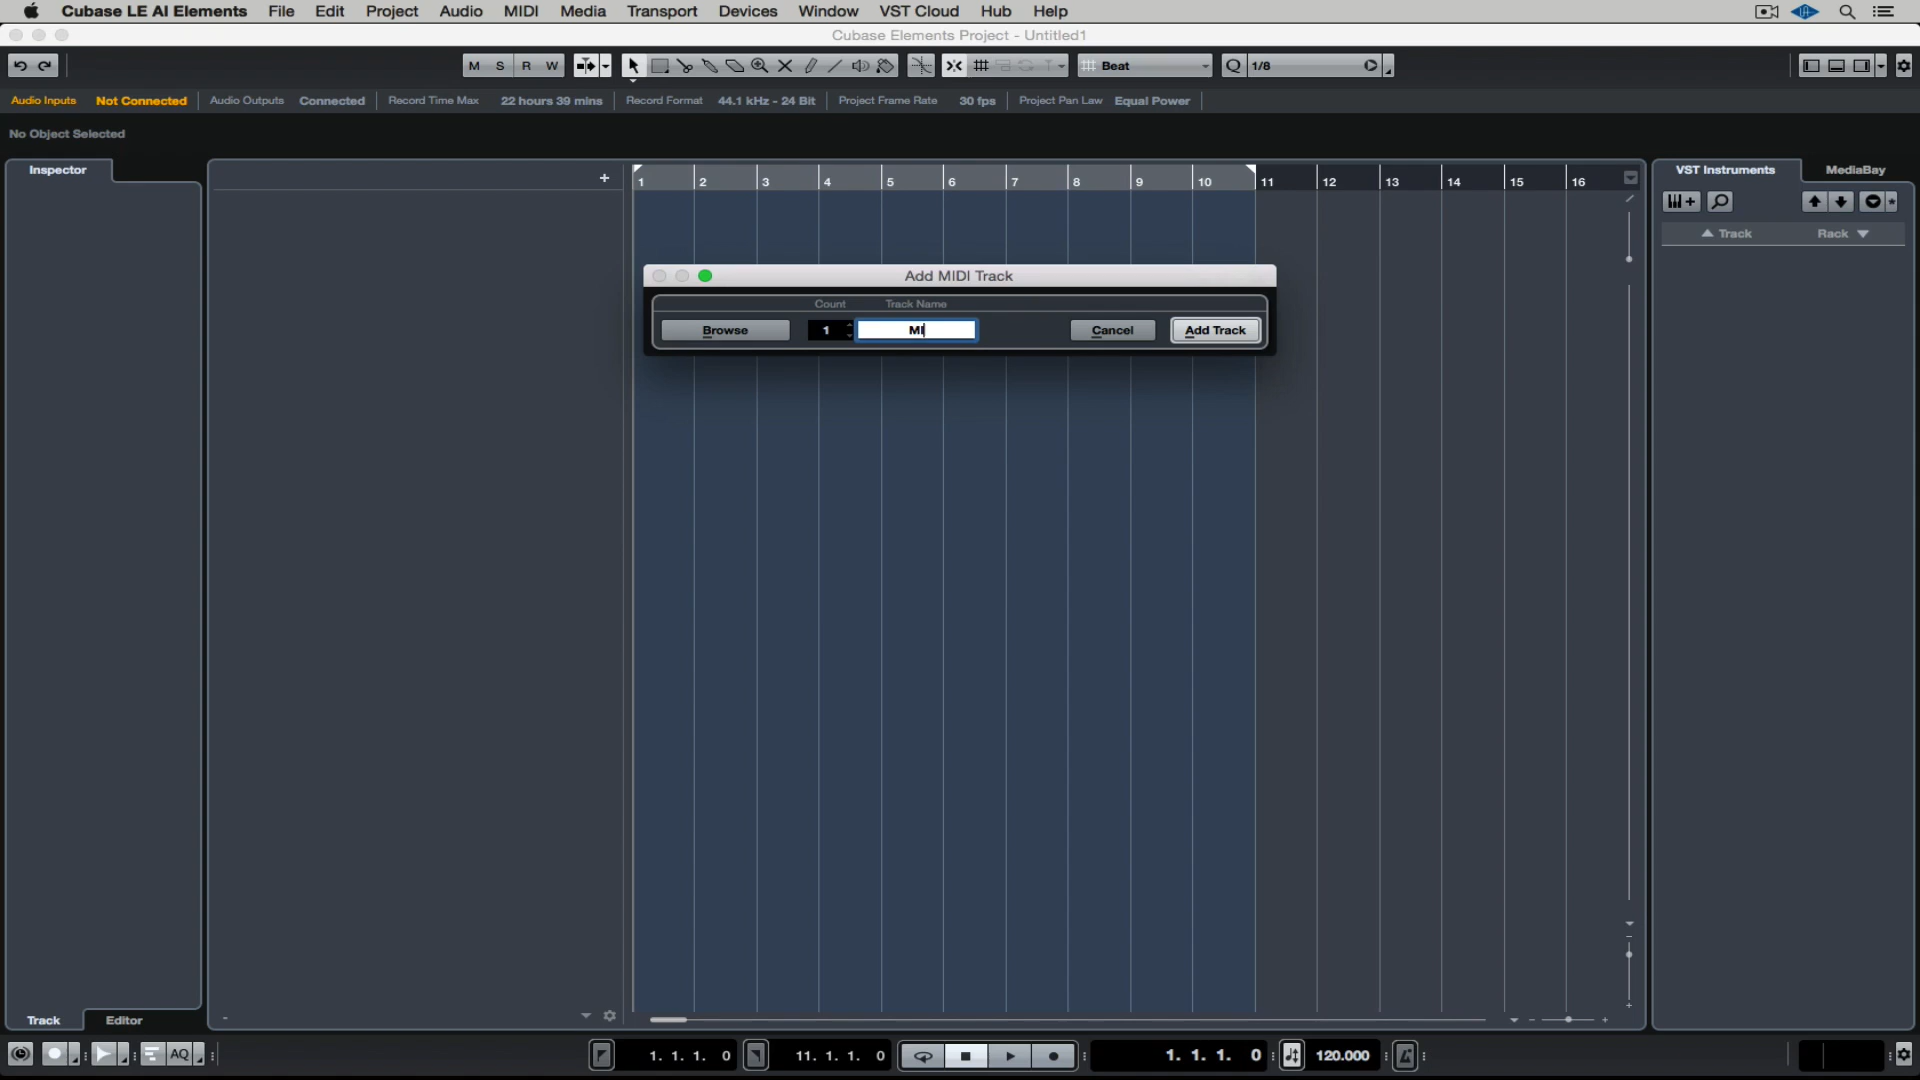 Cubase LE AI Elements File Edit Project Audio MIDI Media Transport Devices Window VST Cloud Hub Help
Cubase Elements Project - Untitled1
M S R W Beat Q 1/8
Audio Inputs Not Connected Audio Outputs Connected Record Time Max 22 hours 39 mins Record Format 44.1 kHz - 24 Bit Project Frame Rate 30 fps Project Pan Law Equal Power
No Object Selected
Inspector
+
1 2 3 4 5 6 7 8 9 10 11 12 13 14 15 16
VST Instruments MediaBay
Track Rack
Add MIDI Track
Count Track Name
Browse 1 MI Cancel Add Track
Track Editor
AQ 1. 1. 1. 0 11. 1. 1. 0 1. 1. 1. 0 120.000